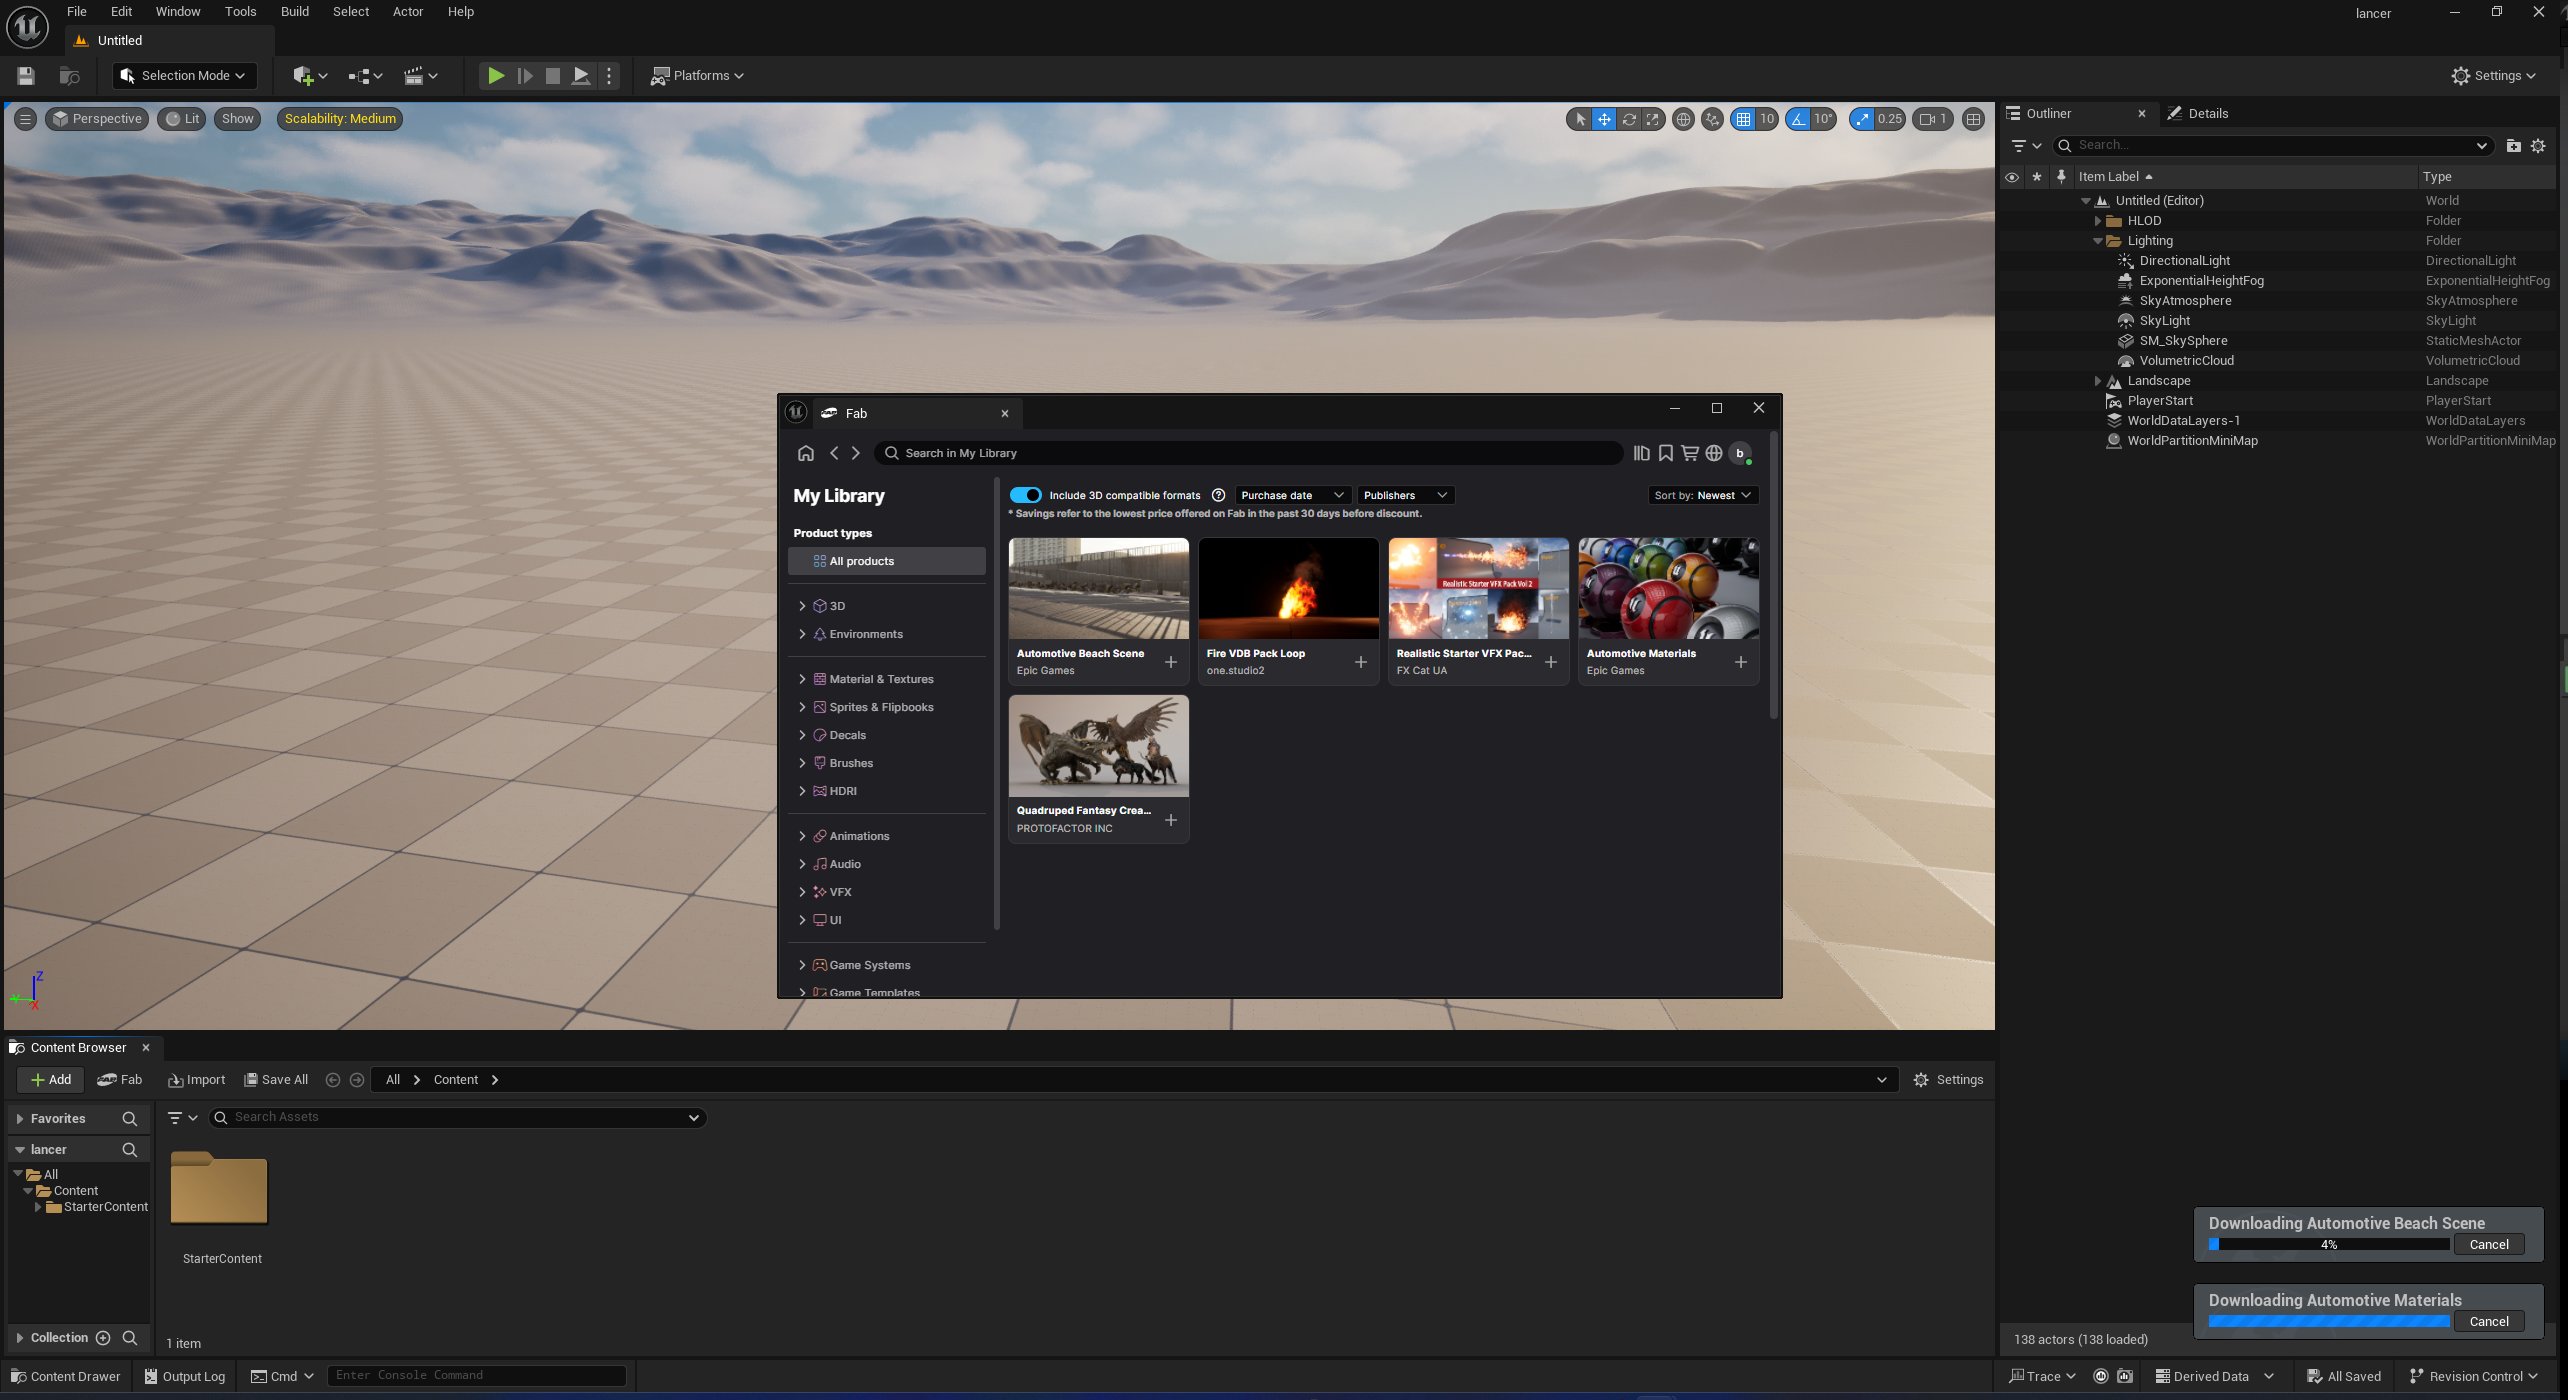 File Edit Window Tools Build Select Actor Help
lancer
Untitled
Selection Mode
Platforms
Settings
Perspective
Lit
Show
Scalability: Medium
10
10°
0.25
1
Outliner
Details
Search...
Item Label
Type
Untitled (Editor) World
HLOD Folder
Lighting Folder
DirectionalLight DirectionalLight
ExponentialHeightFog ExponentialHeightFog
SkyAtmosphere SkyAtmosphere
SkyLight SkyLight
SM_SkySphere StaticMeshActor
VolumetricCloud VolumetricCloud
Landscape Landscape
PlayerStart PlayerStart
WorldDataLayers-1 WorldDataLayers
WorldPartitionMiniMap WorldPartitionMiniMap
Fab
Search in My Library
b
My Library
Product types
All products
3D
Environments
Material & Textures
Sprites & Flipbooks
Decals
Brushes
HDRI
Animations
Audio
VFX
UI
Game Systems
Game Templates
Include 3D compatible formats
Purchase date
Publishers
Sort by: Newest
* Savings refer to the lowest price offered on Fab in the past 30 days before discount.
Automotive Beach Scene
Epic Games
Fire VDB Pack Loop
one.studio2
Realistic Starter VFX Pack Vol 2
Realistic Starter VFX Pac...
FX Cat UA
Automotive Materials
Epic Games
Quadruped Fantasy Crea...
PROTOFACTOR INC
Z
Y
X
Content Browser
Add
Fab
Import
Save All
All
Content
Settings
Favorites
Search Assets
lancer
All
Content
StarterContent
StarterContent
Collection
1 item
Downloading Automotive Beach Scene
4%
Cancel
Downloading Automotive Materials
Cancel
138 actors (138 loaded)
Content Drawer
Output Log
Cmd
Enter Console Command
Trace
Derived Data
All Saved
Revision Control